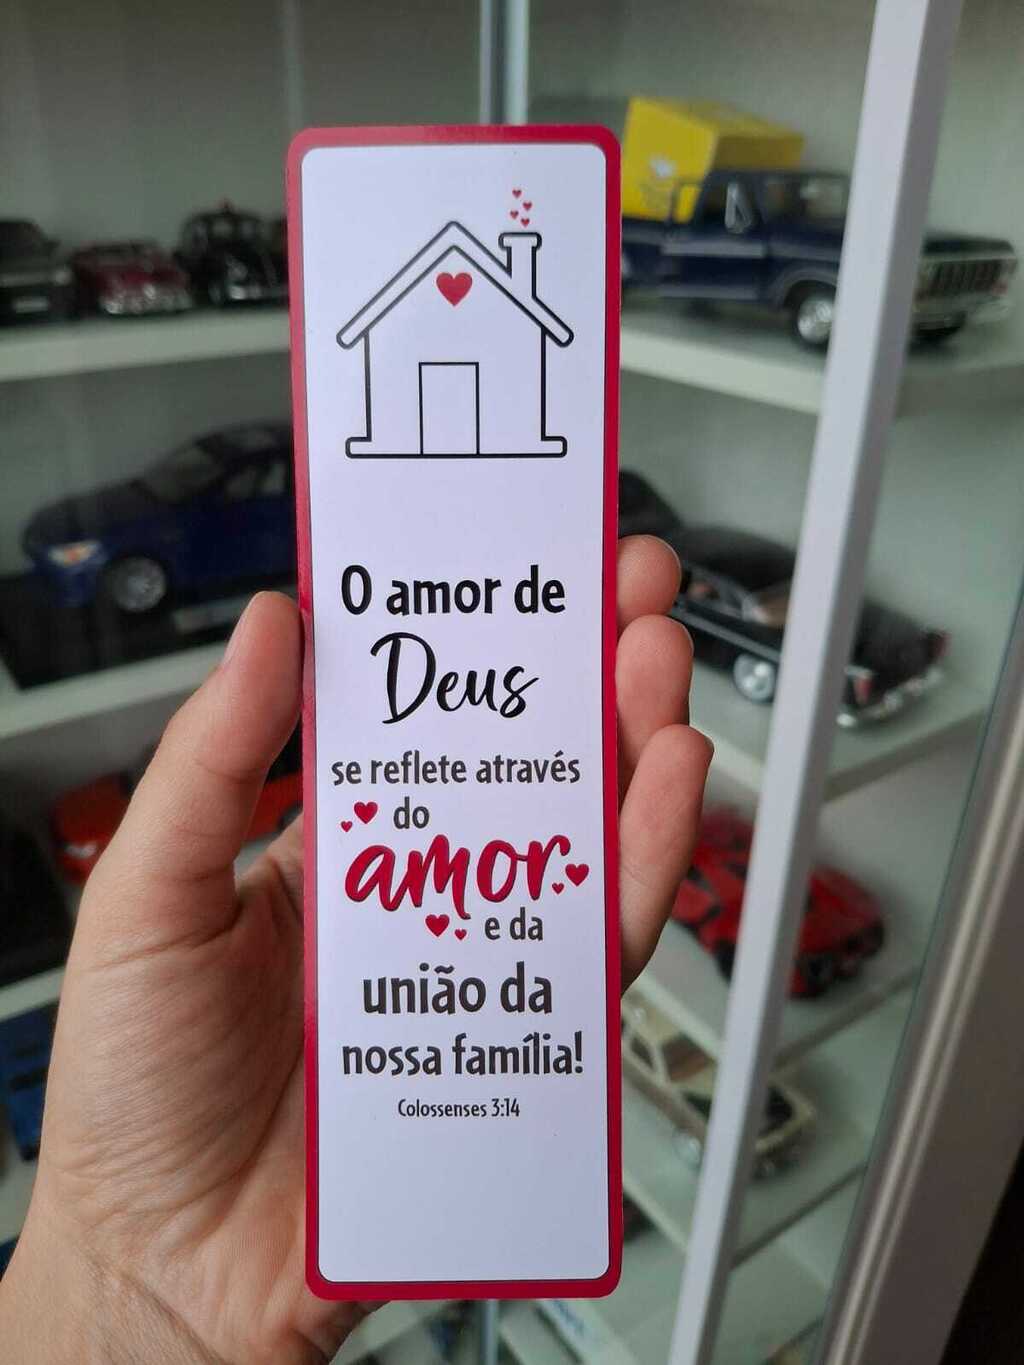 O amor de
Deus
se reflete através
do
amor
e da
união da
nossa família!
Colossenses 3:14